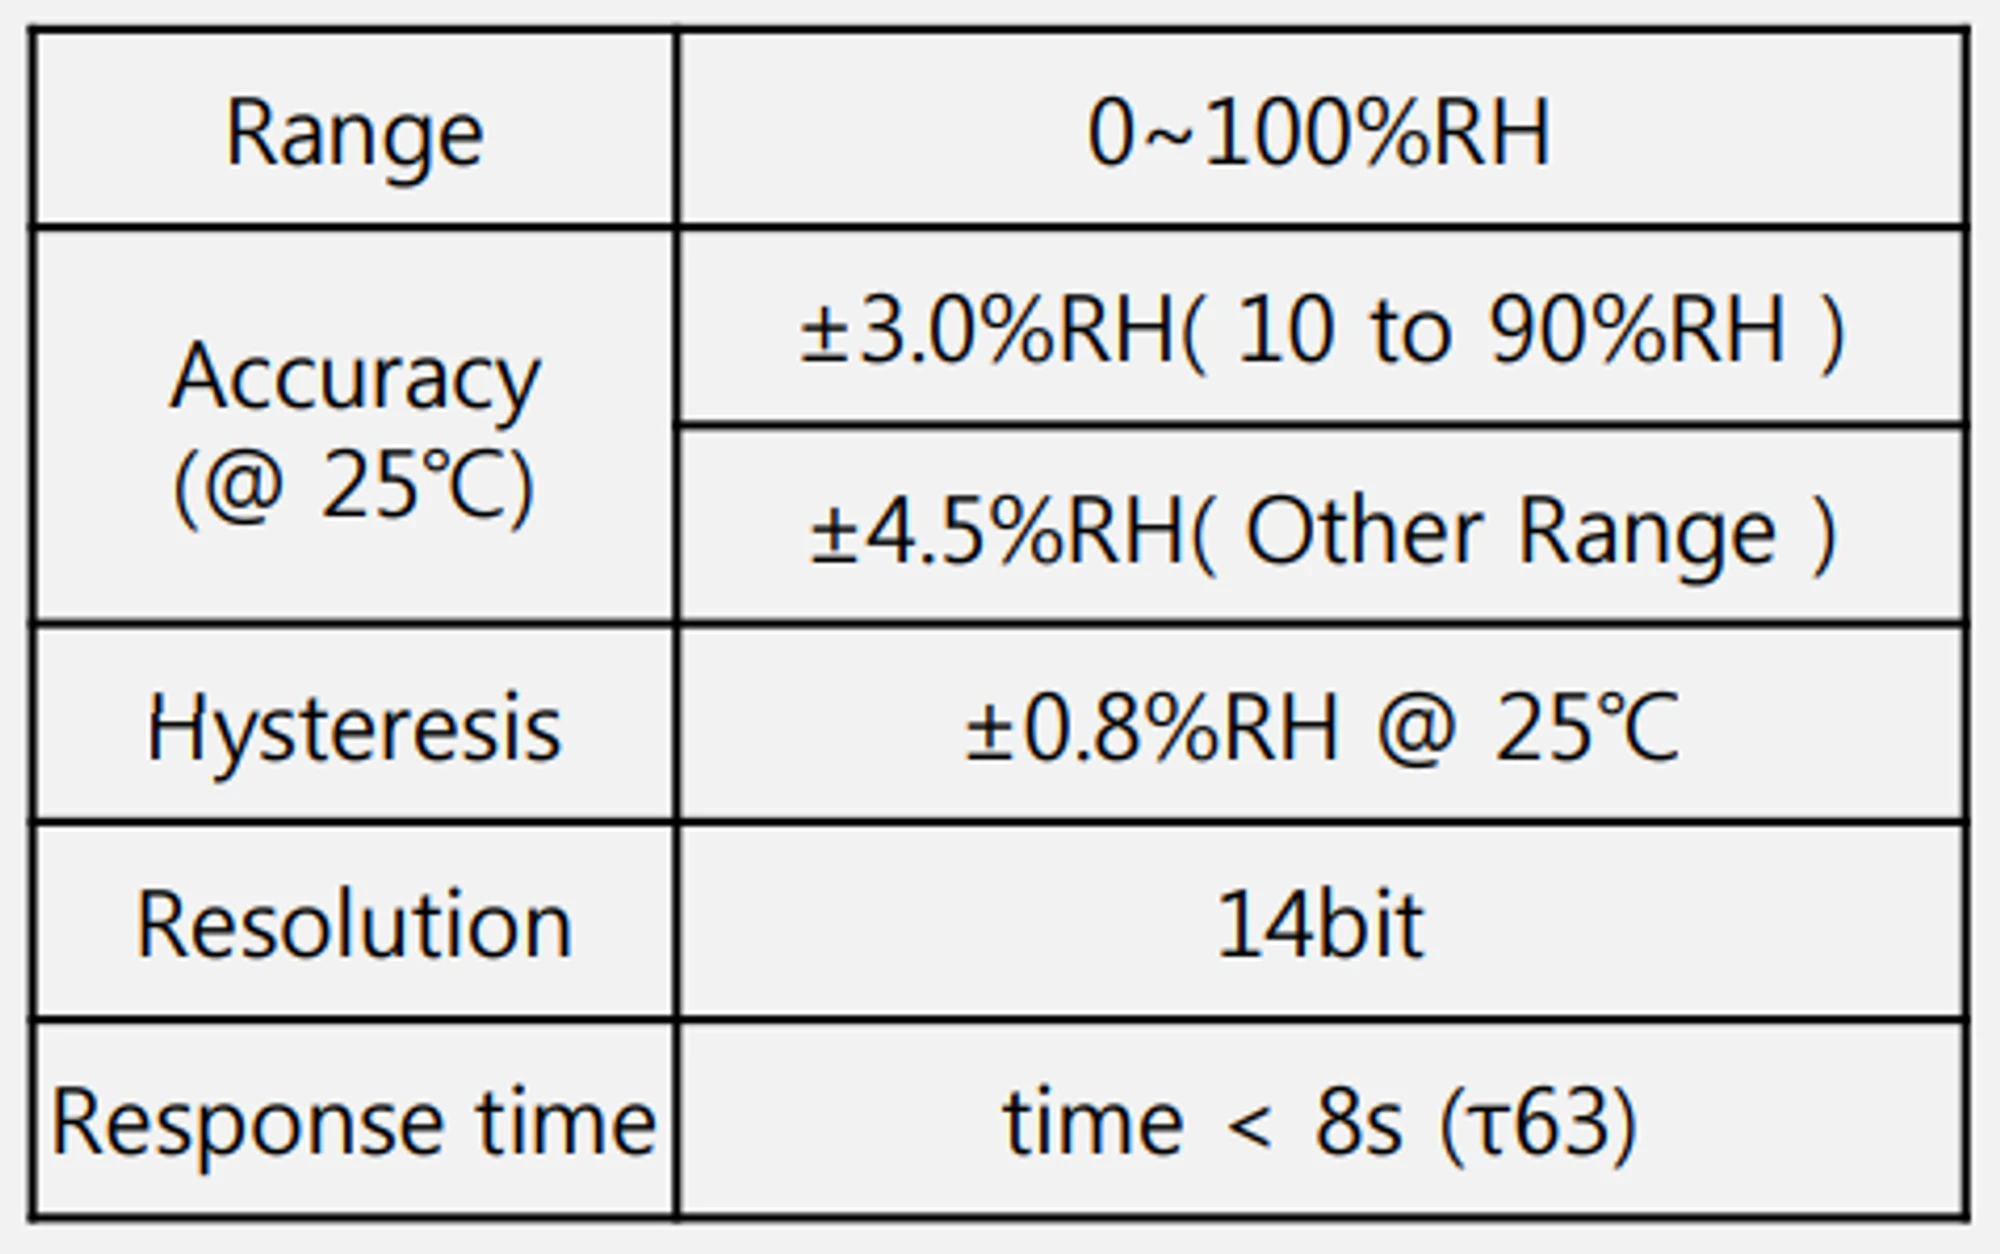 Range
0~100%RH
Accuracy
(@ 25℃)
±3.0%RH( 10 to 90%RH )
±4.5%RH( Other Range )
Hysteresis
±0.8%RH @ 25℃
Resolution
14bit
Response time
time < 8s (τ63)